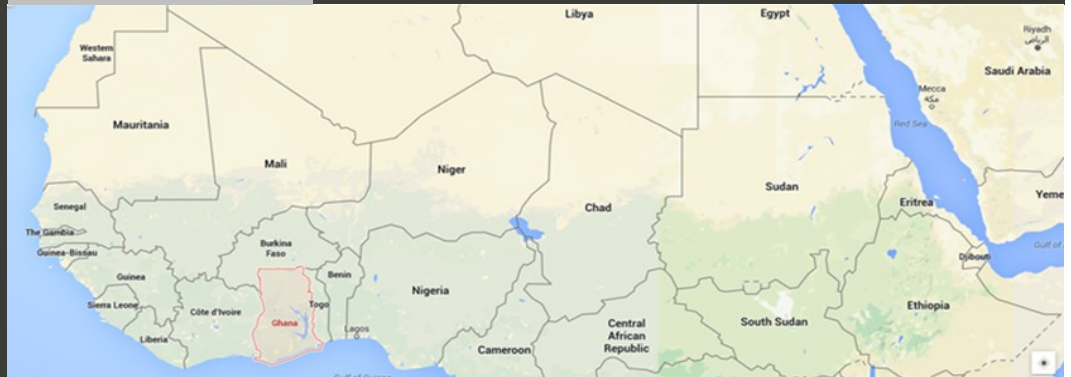 Libya
Egypt
Riyadh
الرياض
Western
Sahara
Saudi Arabia
Mecca
مكة
Mauritania
Red Sea
Mali
Niger
Sudan
Yeme
Chad
Eritrea
Senegal
The Gambia
Guinea-Bissau
Burkina
Faso
Gulf of
Djibouti
Guinea
Benin
Nigeria
Sierra Leone
Côte d'Ivoire
Togo
Ethiopia
Ghana
Lagos
Central
African
Republic
South Sudan
Liberia
Cameroon